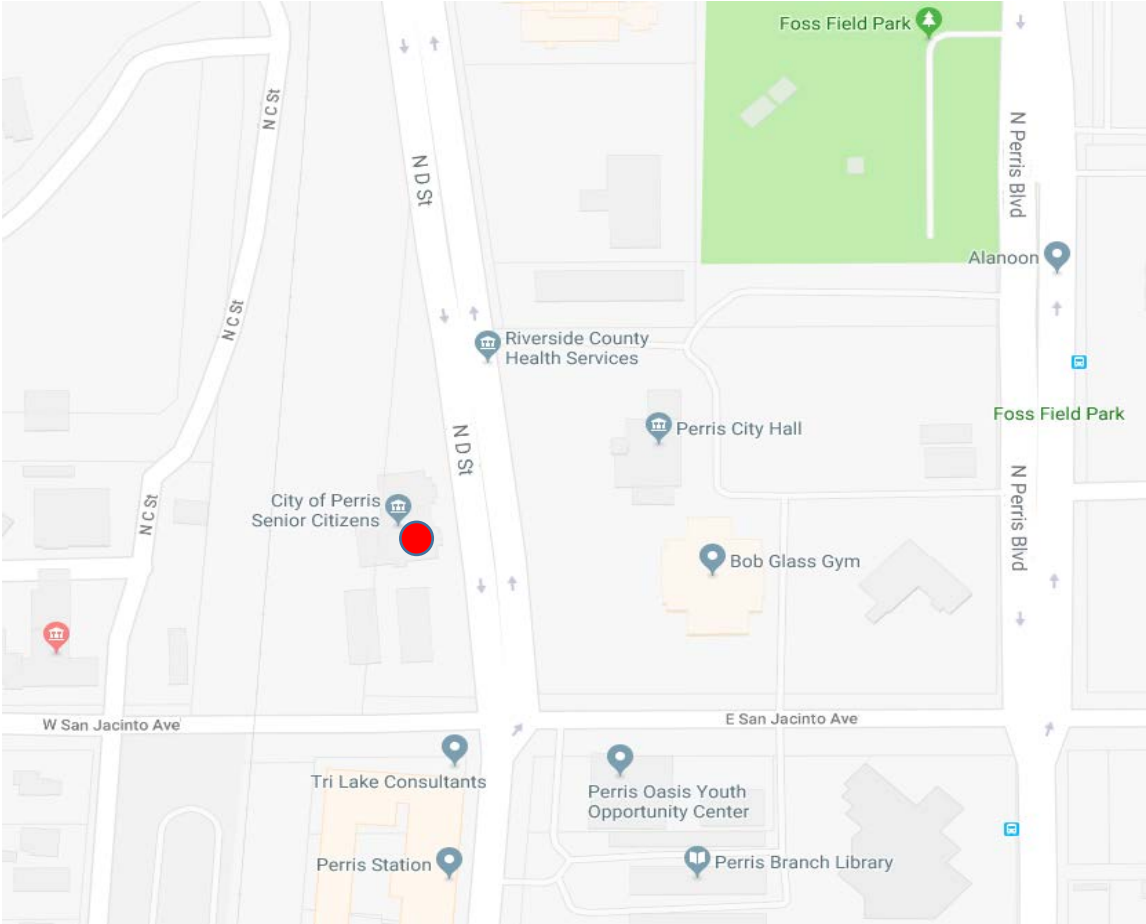 Foss Field Park
N C St
N Perris Blvd
N D St
Alanoon
N C St
Riverside County
Health Services
Foss Field Park
Perris City Hall
N D St
City of Perris
Senior Citizens
N C St
N Perris Blvd
Bob Glass Gym
W San Jacinto Ave
E San Jacinto Ave
Tri Lake Consultants
Perris Oasis Youth
Opportunity Center
Perris Station
Perris Branch Library